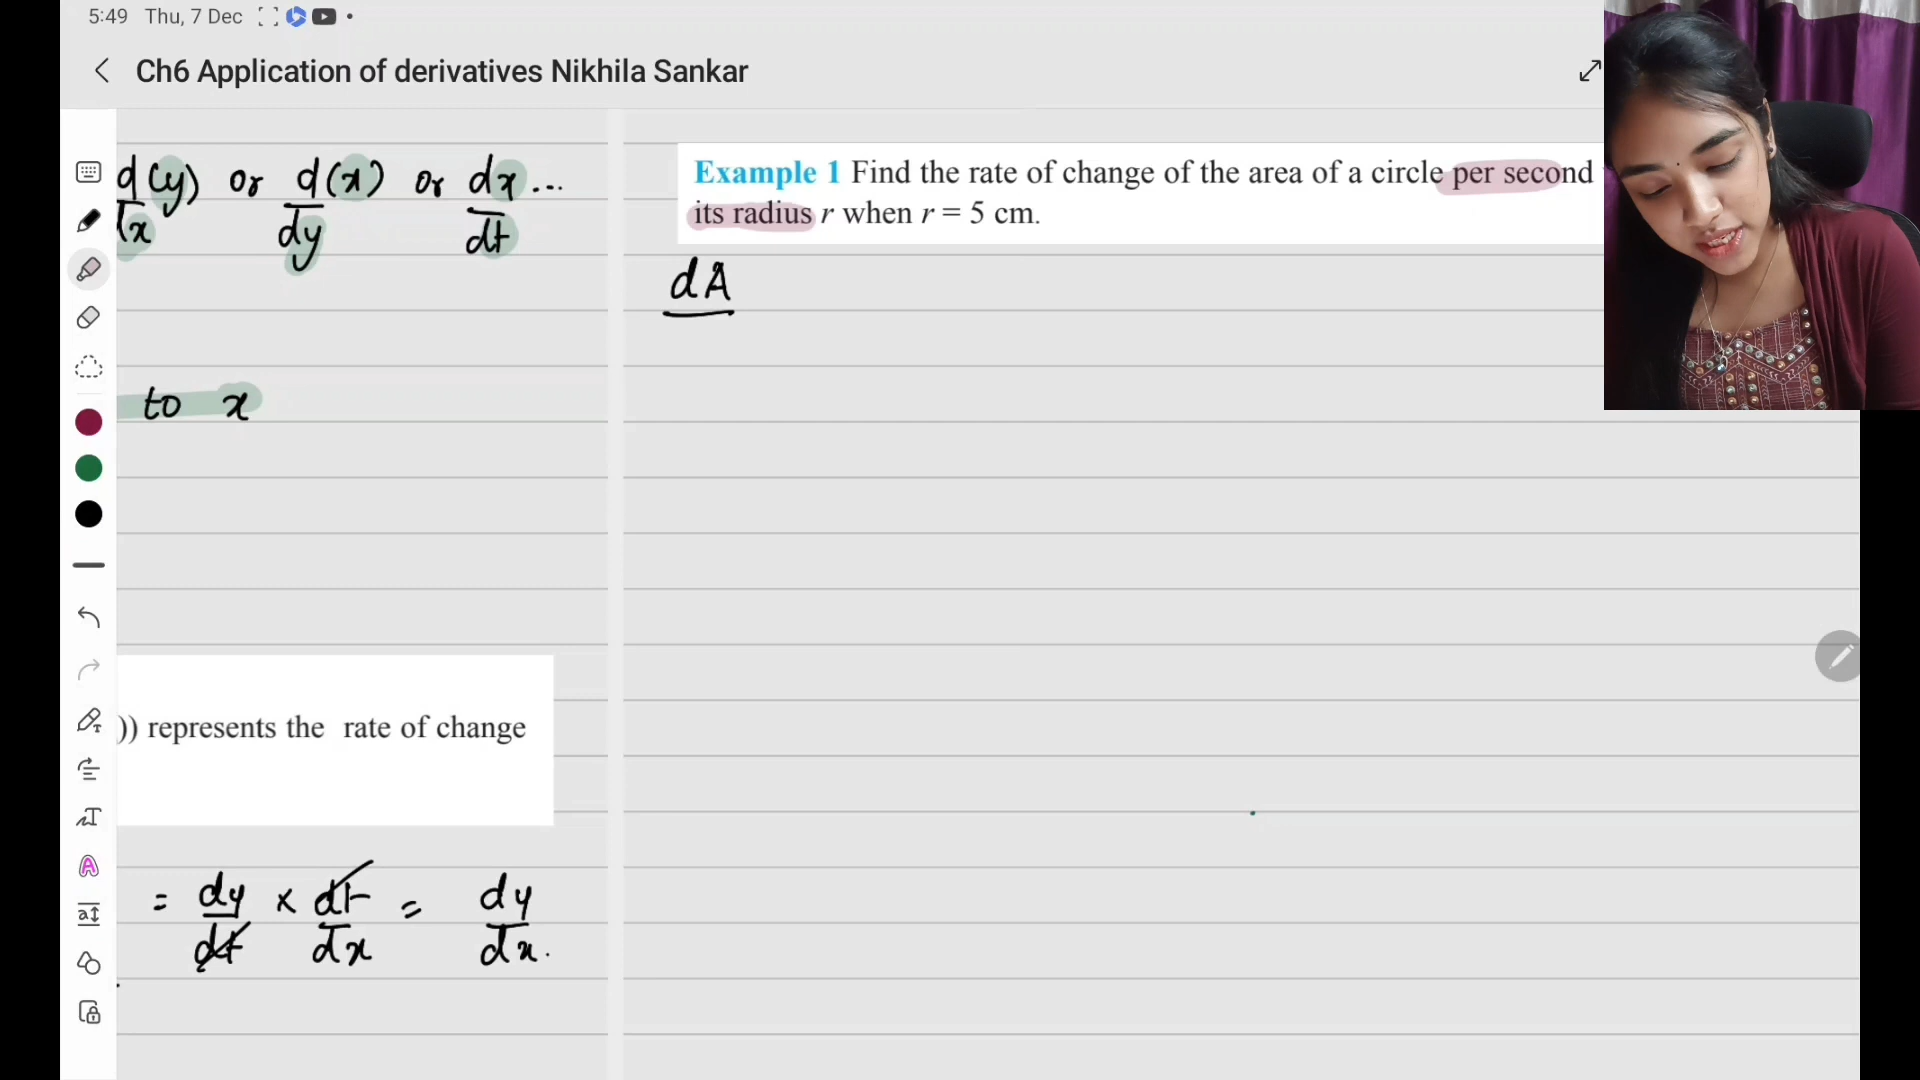 5:49 Thu, 7 Dec
Ch6 Application of derivatives Nikhila Sankar
d(y) or d(x) or dx...
dx dy dt
Example 1 Find the rate of change of the area of a circle per second
its radius r when r = 5 cm.
dA
to x
)) represents the rate of change
= dy × dt = dy
dt dx dx.